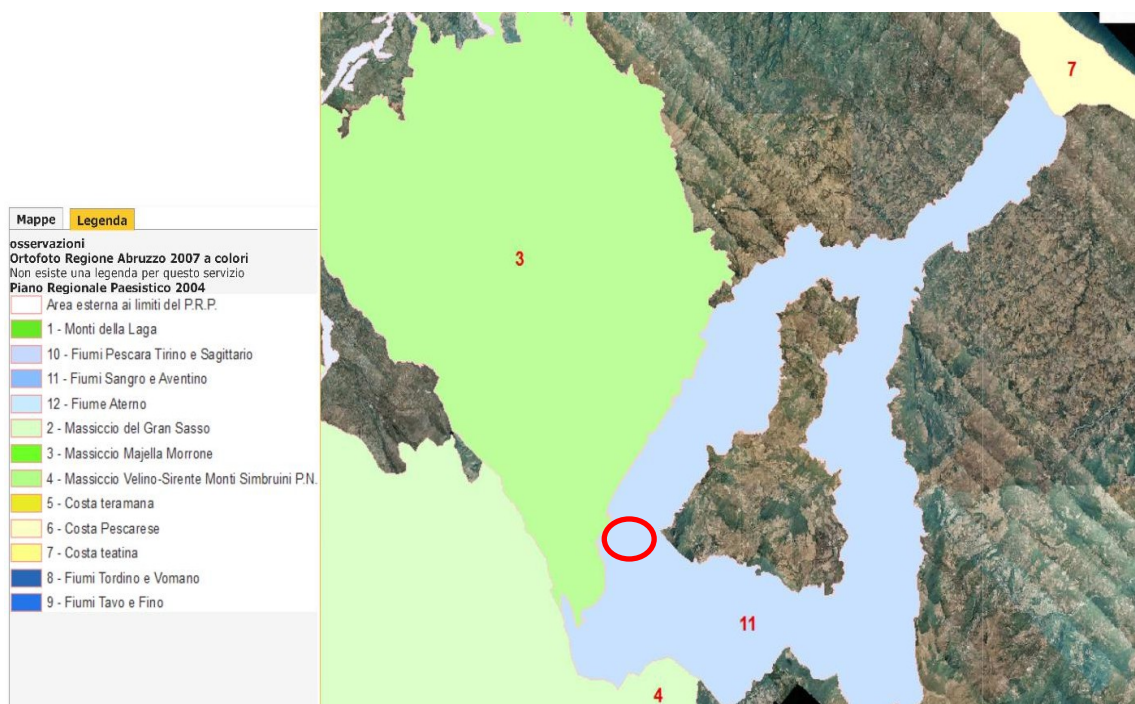 Mappe Legenda
osservazioni
Ortofoto Regione Abruzzo 2007 a colori
Non esiste una legenda per questo servizio
Piano Regionale Paesistico 2004
Area esterna ai limiti del P.R.P.
1 - Monti della Laga
10 - Fiumi Pescara Tirino e Sagittario
11 - Fiumi Sangro e Aventino
12 - Fiume Aterno
2 - Massiccio del Gran Sasso
3 - Massiccio Majella Morrone
4 - Massiccio Velino-Sirente Monti Simbruini P.N.
5 - Costa teramana
6 - Costa Pescarese
7 - Costa teatina
8 - Fiumi Tordino e Vomano
9 - Fiumi Tavo e Fino
7
3
11
4